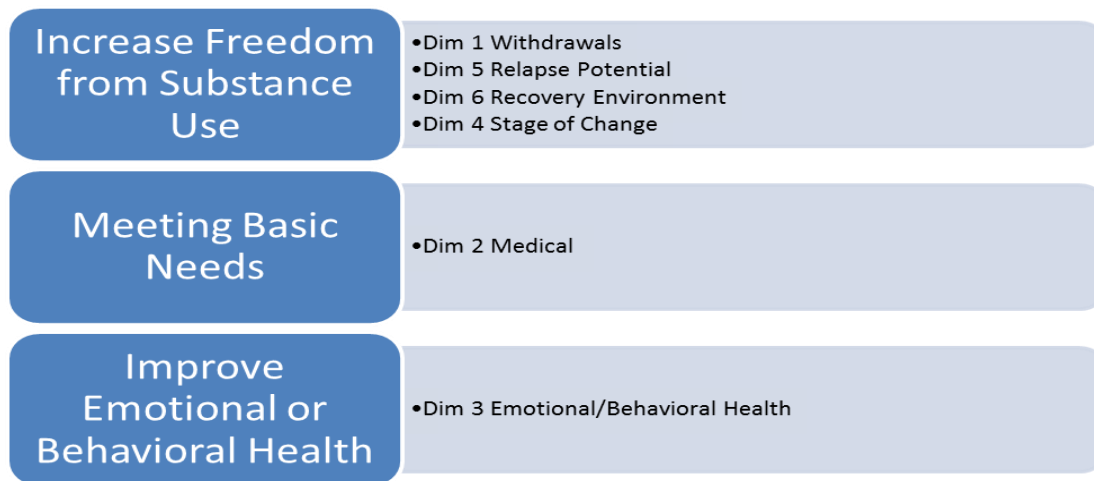 Increase Freedom
from Substance
Use
•Dim 1 Withdrawals
•Dim 5 Relapse Potential
•Dim 6 Recovery Environment
•Dim 4 Stage of Change
Meeting Basic
Needs
•Dim 2 Medical
Improve
Emotional or
Behavioral Health
•Dim 3 Emotional/Behavioral Health